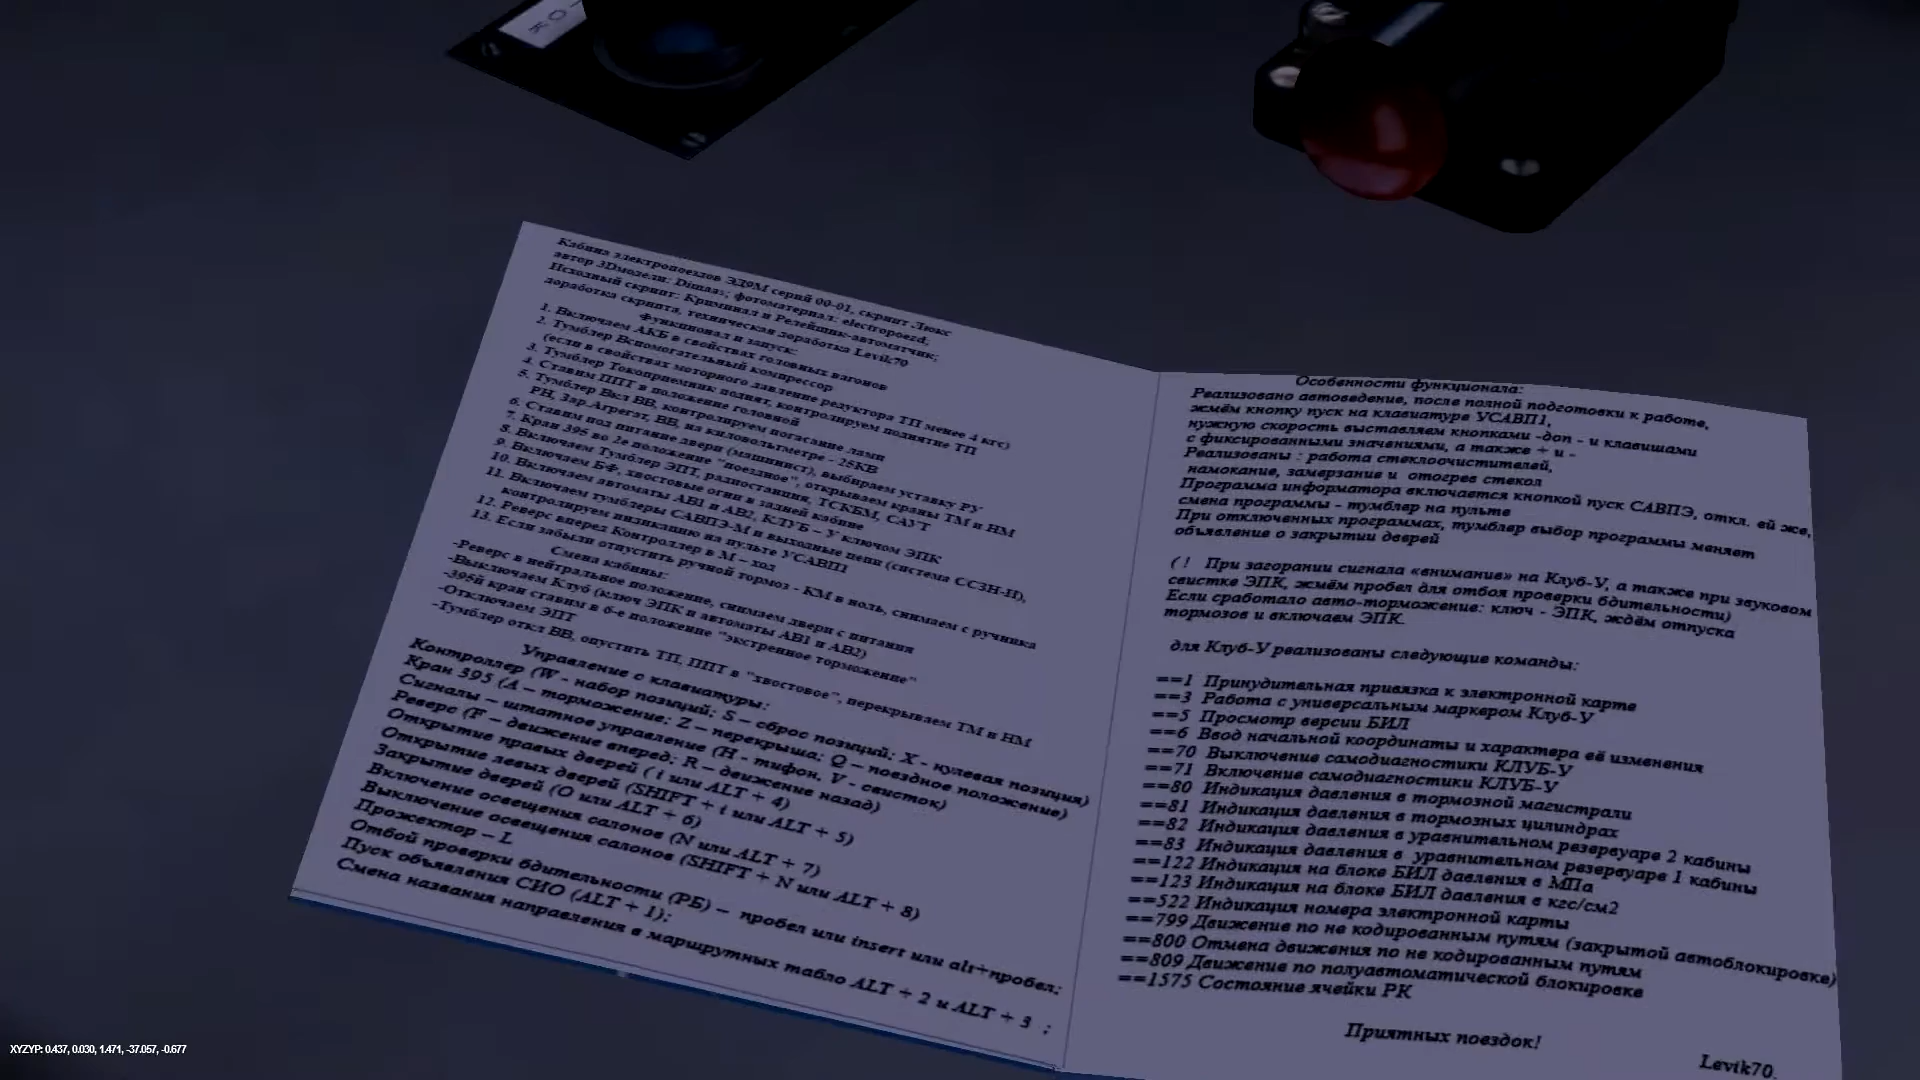 Кабина электропоездов ЭД9М серий 00-01, скрипт Люкс
автор 3Dмодели: Dimaas; фотоматериал: electropoezd;
Исходный скрипт: Криминал и Релейщик-автоматчик;
доработка скрипта, техническая доработка Levik70
Функционал и запуск:
1. Включаем АКБ в свойствах головных вагонов
2. Тумблер Вспомогательный компрессор
(если в свойствах моторного давление редуктора ТП менее 4 кгс)
3. Тумблер Токоприемник поднят, контролируем поднятие ТП
4. Ставим ППТ в положение головной
5. Тумблер Вкл ВВ, контролируем погасание ламп
РН, Зар.Агрегат, ВВ, на киловольтметре - 25КВ
6. Ставим под питание двери (машинист), выбираем уставку РУ
7. Кран 395 во 2е положение "поездное", открываем краны ТМ и НМ
8. Включаем Тумблер ЭПТ, радиостанция, ТСКБМ, САУТ
9. Включаем БФ, хвостовые огни в задней кабине
10. Включаем автоматы АВ1 и АВ2, КЛУБ – У ключом ЭПК
11. Включаем тумблеры САВПЭ-М и выходные цепи (система ССЗН-П),
контролируем индикацию на пульте УСАВП1
12. Реверс вперед Контроллер в М – ход
13. Если забыли отпустить ручной тормоз - КМ в ноль, снимаем с ручника
Смена кабины:
-Реверс в нейтральное положение, снимаем двери с питания
-Выключаем Клуб (ключ ЭПК и автоматы АВ1 и АВ2)
-395й кран ставим в 6-е положение "экстренное торможение"
-Отключаем ЭПТ
-Тумблер откл ВВ, опустить ТП, ППТ в "хвостовое", перекрываем ТМ и НМ
Управление с клавиатуры:
Контроллер (W - набор позиций; S – сброс позиций; X - нулевая позиция)
Кран 395 (A – торможение; Z – перекрыша; Q – поездное положение)
Сигналы – штатное управление (H - тифон, V - свисток)
Реверс (F – движение вперед; R – движение назад)
Открытие правых дверей ( i или ALT + 4)
Открытие левых дверей (SHIFT + i или ALT + 5)
Закрытие дверей (O или ALT + 6)
Включение освещения салонов (N или ALT + 7)
Выключение освещения салонов (SHIFT + N или ALT + 8)
Прожектор – L
Отбой проверки бдительности (РБ) – пробел или insert или alt+пробел;
Пуск объявления СИО (ALT + 1);
Смена названия направления в маршрутных табло ALT + 2 и ALT + 3 ;
Особенности функционала:
Реализовано автоведение, после полной подготовки к работе,
жмём кнопку пуск на клавиатуре УСАВП1,
нужную скорость выставляем кнопками -доп - и клавишами
с фиксированными значениями, а также + и -
Реализованы : работа стеклоочистителей,
намокание, замерзание и отогрев стекол
Программа информатора включается кнопкой пуск САВПЭ, откл. ей же,
смена программы - тумблер на пульте
При отключенных программах, тумблер выбор программы меняет
объявления о закрытии дверей
( ! При загорании сигнала «внимание» на Клуб-У, а также при звуковом
свистке ЭПК, жмём пробел для отбоя проверки бдительности)
Если сработало авто-торможение: ключ - ЭПК, ждём отпуска
тормозов и включаем ЭПК.
для Клуб-У реализованы следующие команды:
==1 Принудительная привязка к электронной карте
==3 Работа с универсальным маркером Клуб-У
==5 Просмотр версии БИЛ
==6 Ввод начальной координаты и характера её изменения
==70 Выключение самодиагностики КЛУБ-У
==71 Включение самодиагностики КЛУБ-У
==80 Индикация давления в тормозной магистрали
==81 Индикация давления в тормозных цилиндрах
==82 Индикация давления в уравнительном резервуаре 2 кабины
==83 Индикация давления в уравнительном резервуаре 1 кабины
==122 Индикация на блоке БИЛ давления в МПа
==123 Индикация на блоке БИЛ давления в кгс/см2
==522 Индикация номера электронной карты
==799 Движение по не кодированным путям (закрытой автоблокировке)
==800 Отмена движения по не кодированным путям
==809 Движение по полуавтоматической блокировке
==1575 Состояние ячейки РК
Приятных поездок!
Levik70.
XYZYP: 0.437, 0.030, 1.471, -37.057, -0.677